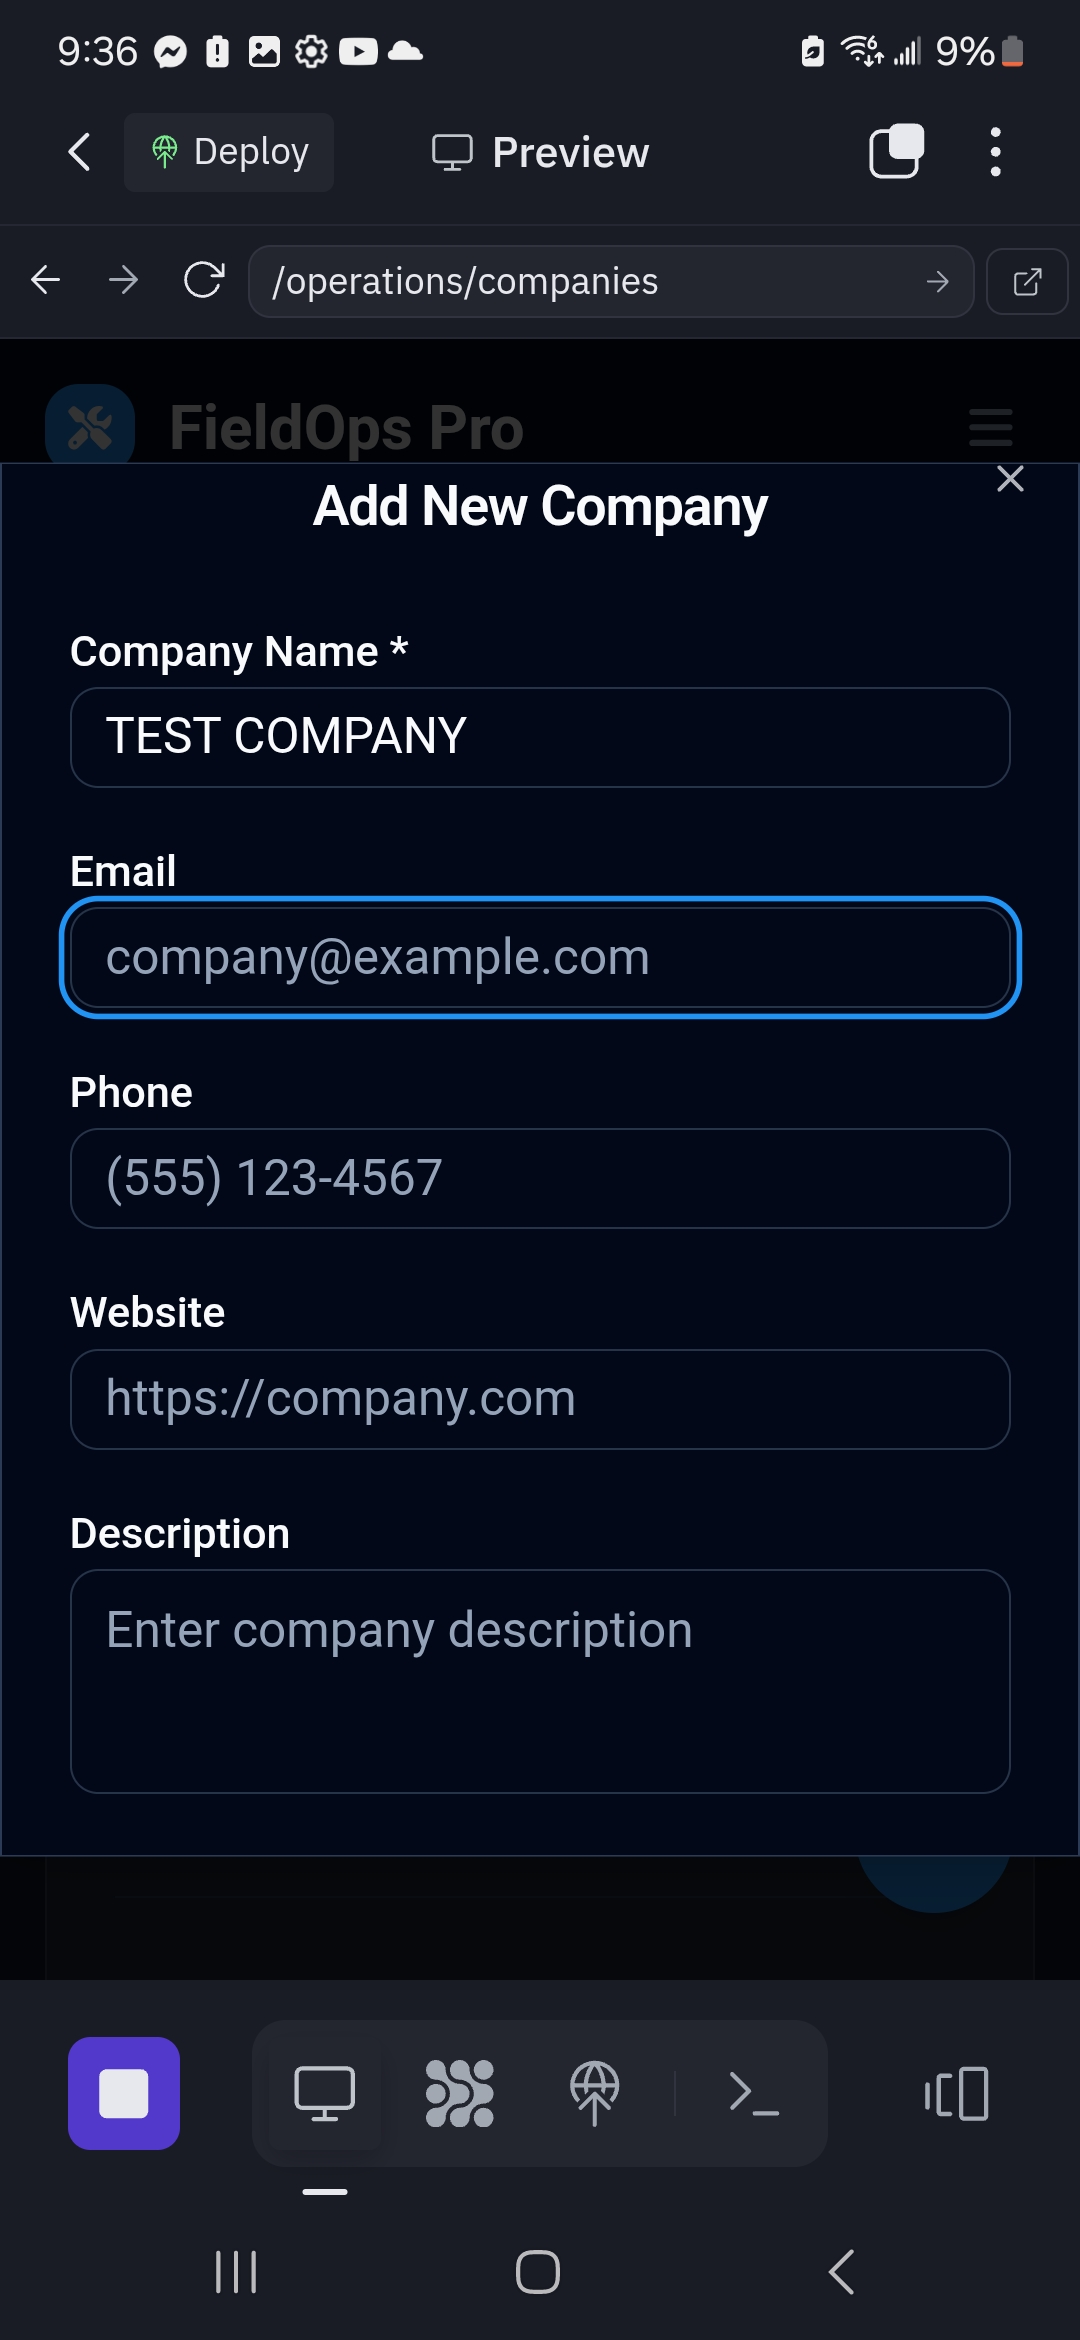 9:36
6
9%
Deploy
Preview
/operations/companies
FieldOps Pro
Add New Company
Company Name *
TEST COMPANY
Email
company@example.com
Phone
(555) 123-4567
Website
https://company.com
Description
Enter company description